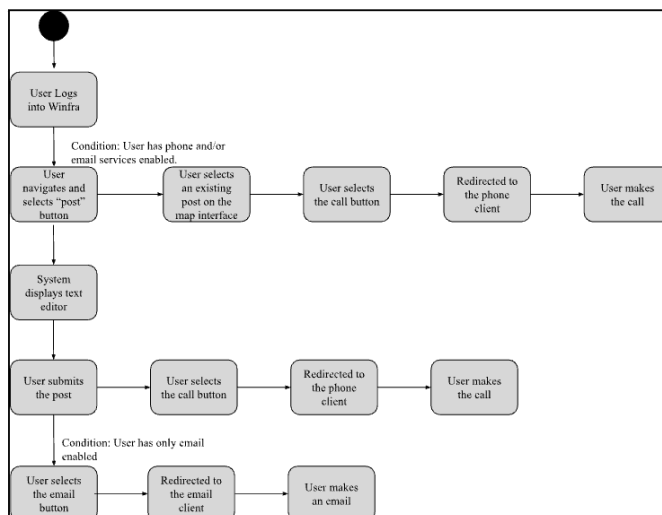 User Logs
into Winfra
Condition: User has phone and/or
email services enabled.
User
navigates and
selects “post”
button
User selects
an existing
post on the
map interface
User selects
the call button
Redirected to
the phone
client
User makes
the call
System
displays text
editor
User submits
the post
User selects
the call button
Redirected to
the phone
client
User makes
the call
Condition: User has only email
enabled
User selects
the email
button
Redirected to
the email
client
User makes
an email